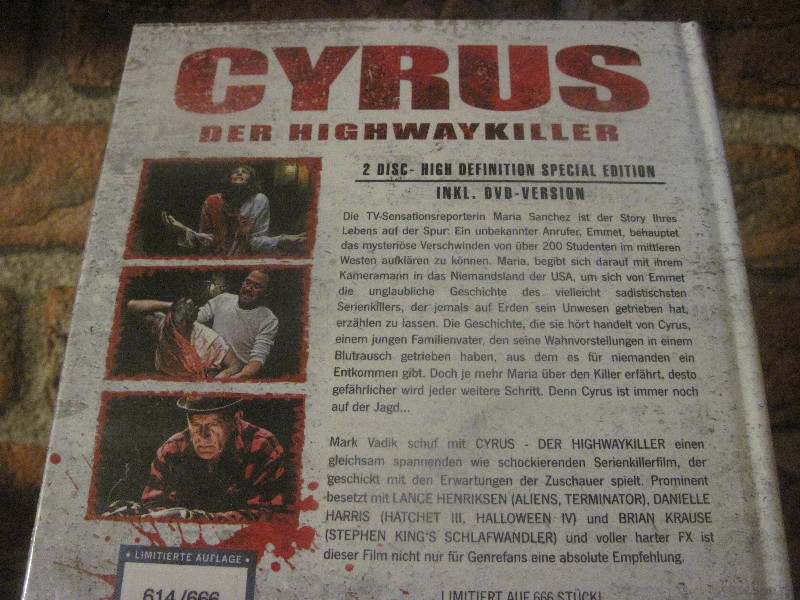 CYRUS
DER HIGHWAYKILLER
2 DISC- HIGH DEFINITION SPECIAL EDITION
INKL. DVD-VERSION
Die TV-Sensationsreporterin Maria Sanchez ist der Story Ihres
Lebens auf der Spur: Ein unbekannter Anrufer, Emmet, behauptet
das mysteriöse Verschwinden von über 200 Studenten im mittleren
Westen aufklären zu können. Maria, begibt sich darauf mit ihrem
Kameramann in das Niemandsland der USA, um sich von Emmet
die unglaubliche Geschichte des vielleicht sadistischsten
Serienkillers, der jemals auf Erden sein Unwesen getrieben hat,
erzählen zu lassen. Die Geschichte, die sie hört handelt von Cyrus,
einem jungen Familienvater, den seine Wahnvorstellungen in einem
Blutrausch getrieben haben, aus dem es für niemanden ein
Entkommen gibt. Doch je mehr Maria über den Killer erfährt, desto
gefährlicher wird jeder weitere Schritt. Denn Cyrus ist immer noch
auf der Jagd...
Mark Vadik schuf mit CYRUS - DER HIGHWAYKILLER einen
gleichsam spannenden wie schockierenden Serienkillerfilm, der
geschickt mit den Erwartungen der Zuschauer spielt. Prominent
besetzt mit LANCE HENRIKSEN (ALIENS, TERMINATOR), DANIELLE
HARRIS (HATCHET III, HALLOWEEN IV) und BRIAN KRAUSE
(STEPHEN KING'S SCHLAFWANDLER) und voller harter FX ist
dieser Film nicht nur für Genrefans eine absolute Empfehlung.
LIMITIERTE AUFLAGE
614/666
LIMITIERT AUF 666 STÜCK!